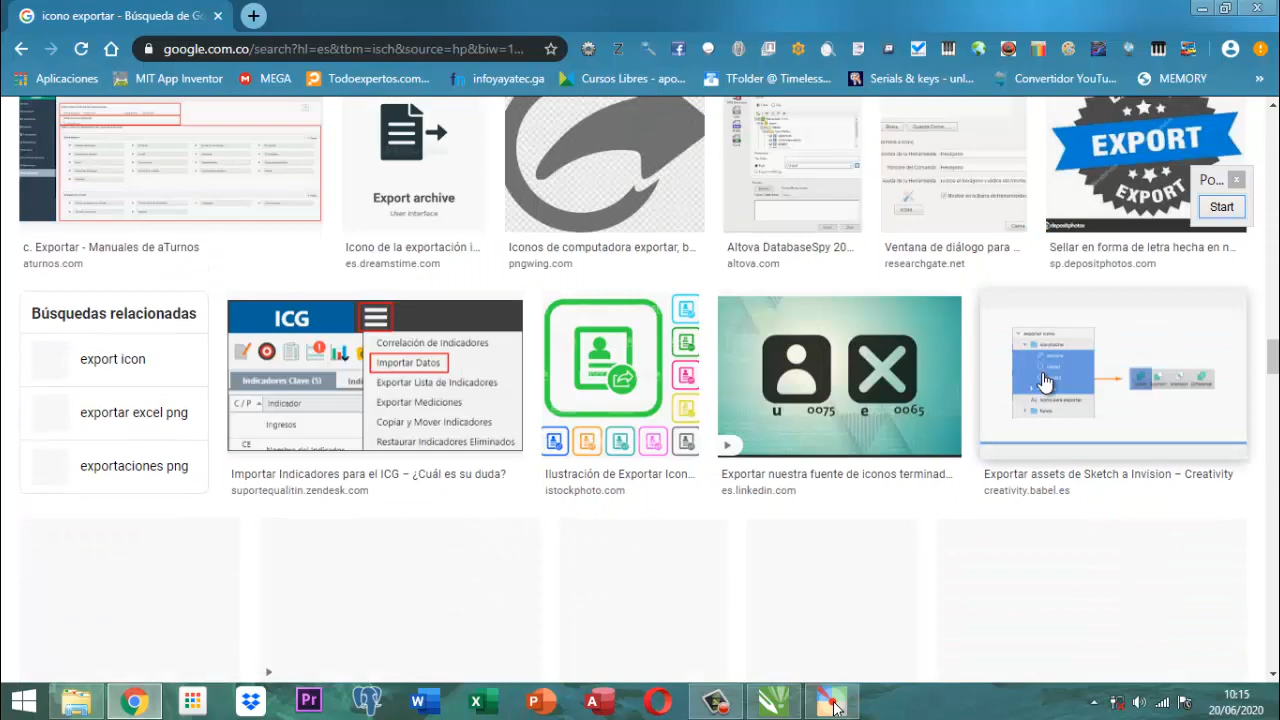 icono exportar - Búsqueda de Go
google.com.co/search?hl=es&tbm=isch&source=hp&biw=1...
Aplicaciones
MIT App Inventor
MEGA
Todoexpertos.com...
infoyayatec.ga
Cursos Libres - apo...
TFolder @ Timeless...
Serials & keys - unl...
Convertidor YouTu...
MEMORY
Export archive
User Interface
EXPORT
EXPORT
depositphotos
Po...
Start
c. Exportar - Manuales de aTurnos
aturnos.com
Icono de la exportación i...
es.dreamstime.com
Iconos de computadora exportar, b...
pngwing.com
Altova DatabaseSpy 20...
altova.com
Ventana de diálogo para ...
researchgate.net
Sellar en forma de letra hecha en n...
sp.depositphotos.com
Búsquedas relacionadas
export icon
exportar excel png
exportaciones png
ICG
Correlación de Indicadores
Importar Datos
Exportar Lista de Indicadores
Exportar Mediciones
Copiar y Mover Indicadores
Restaurar Indicadores Eliminados
Indicadores Clave (5)
Indi
C / P
Indicador
Ingresos
CE
u 0075
e 0065
Importar Indicadores para el ICG – ¿Cuál es su duda?
suportequalitin.zendesk.com
Ilustración de Exportar Icon...
istockphoto.com
Exportar nuestra fuente de iconos terminad...
es.linkedin.com
Exportar assets de Sketch a Invision – Creativity
creativity.babel.es
10:15
20/06/2020